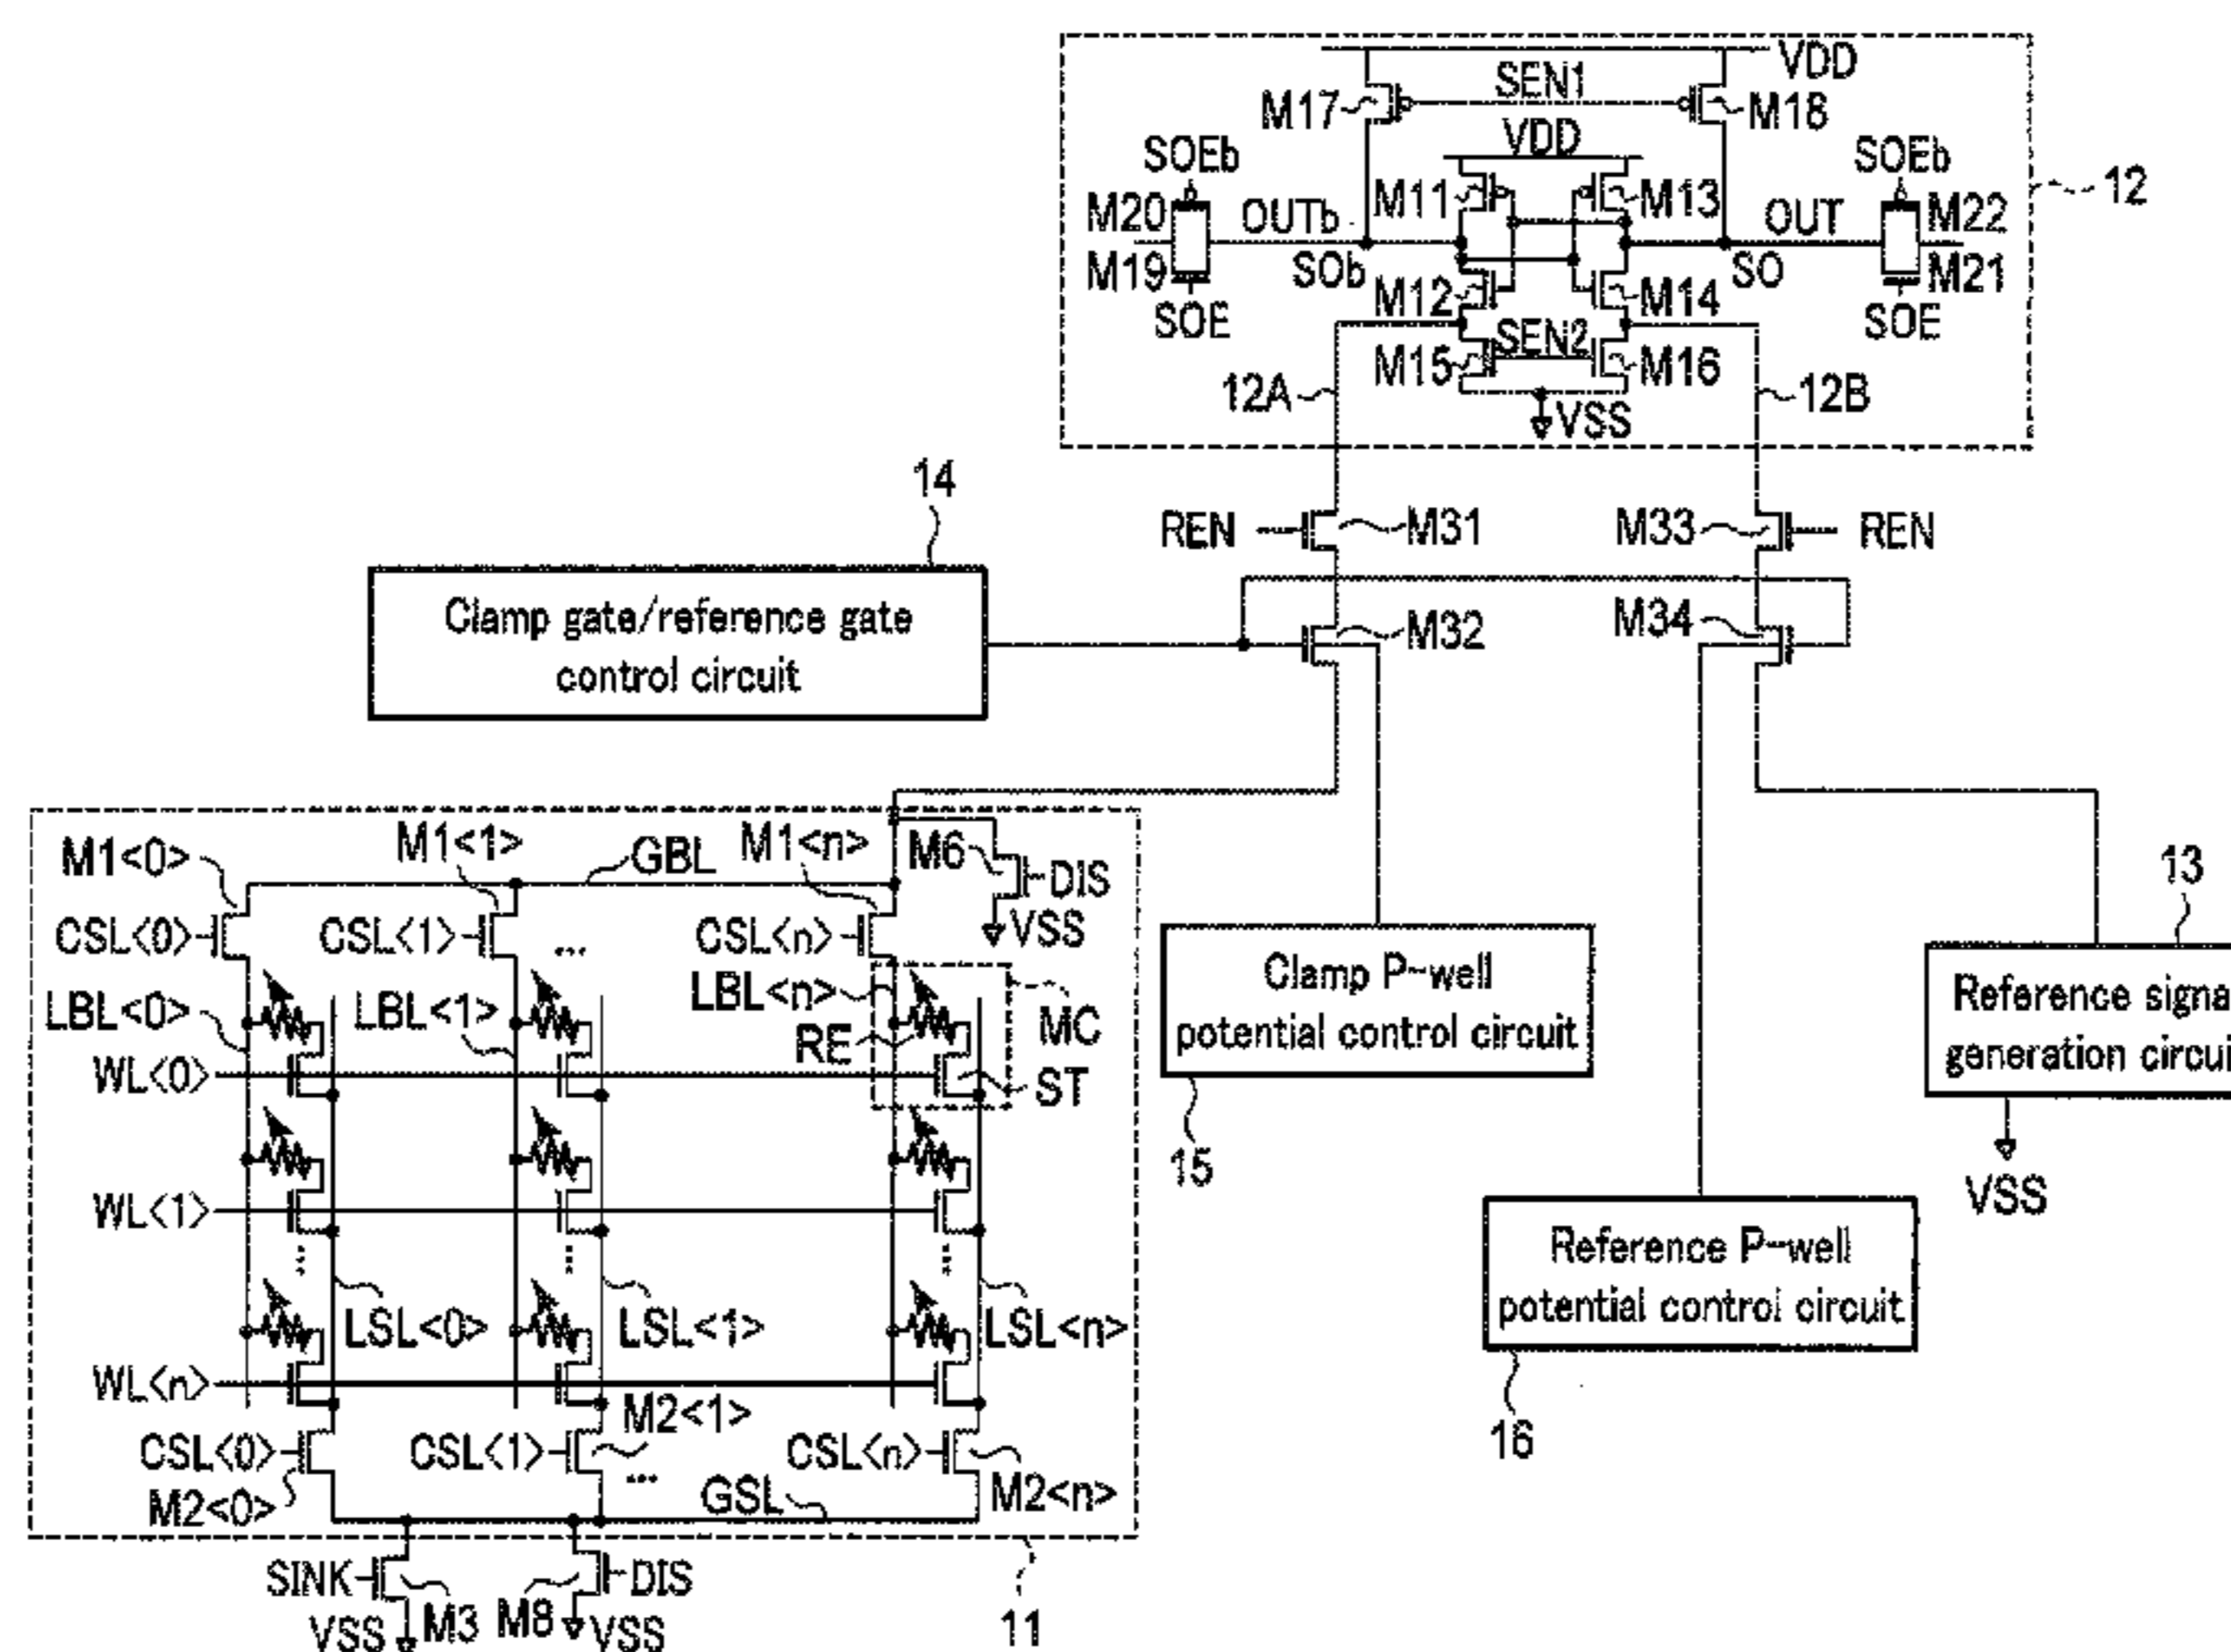 VDD
SEN1
M17
M18
VDD
SOEb
SOEb
12
M11
M13
M20
OUTb
OUT
M22
M19
SOb
SO
M21
M12
M14
SOE
SOE
SEN2
M15
M16
12A
12B
VSS
14
REN
M31
M33
REN
Clamp gate/reference gate
control circuit
M32
M34
M1<0>
M1<1>
GBL
M1<n>
M6
DIS
VSS
13
CSL<0>
CSL<1>
...
CSL<n>
Clamp P-well
potential control circuit
Reference signa
generation circui
LBL<0>
LBL<1>
LBL<n>
RE
MC
ST
WL<0>
15
WL<1>
VSS
...
...
...
Reference P-well
potential control circuit
LSL<0>
LSL<1>
LSL<n>
WL<n>
M2<1>
16
CSL<0>
CSL<1>
...
CSL<n>
M2<0>
GSL
M2<n>
SINK
M3
M8
DIS
VSS
VSS
11